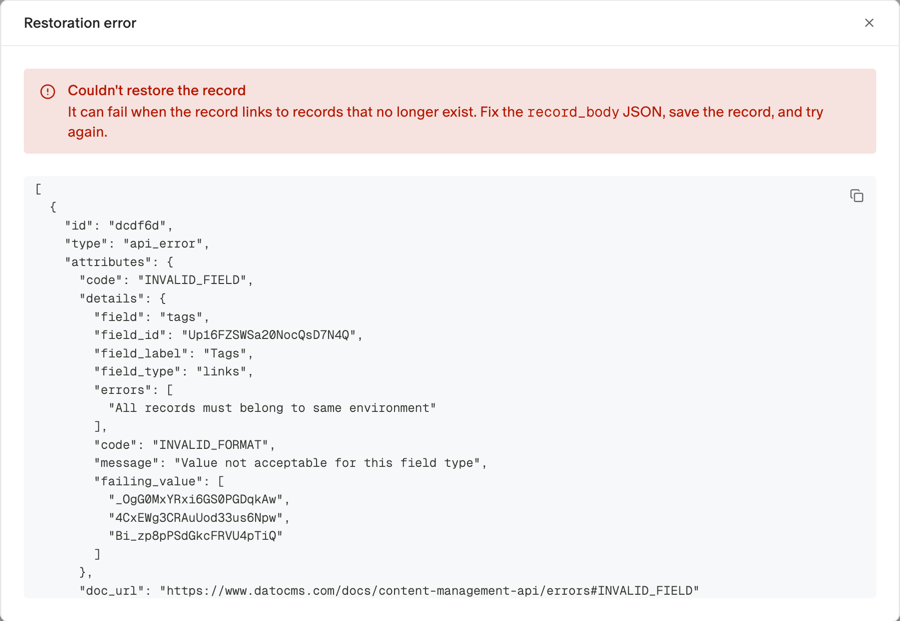 Restoration error
Couldn't restore the record
It can fail when the record links to records that no longer exist. Fix the record_body JSON, save the record, and try
again.
[
  {
    "id": "dcdf6d",
    "type": "api_error",
    "attributes": {
      "code": "INVALID_FIELD",
      "details": {
        "field": "tags",
        "field_id": "Up16FZSWSa20NocQsD7N4Q",
        "field_label": "Tags",
        "field_type": "links",
        "errors": [
          "All records must belong to same environment"
        ],
        "code": "INVALID_FORMAT",
        "message": "Value not acceptable for this field type",
        "failing_value": [
          "_OgG0MxYRxi6GS0PGDqkAw",
          "4CxEWg3CRAuUod33us6Npw",
          "Bi_zp8pPSdGkcFRVU4pTiQ"
        ]
      },
      "doc_url": "https://www.datocms.com/docs/content-management-api/errors#INVALID_FIELD"